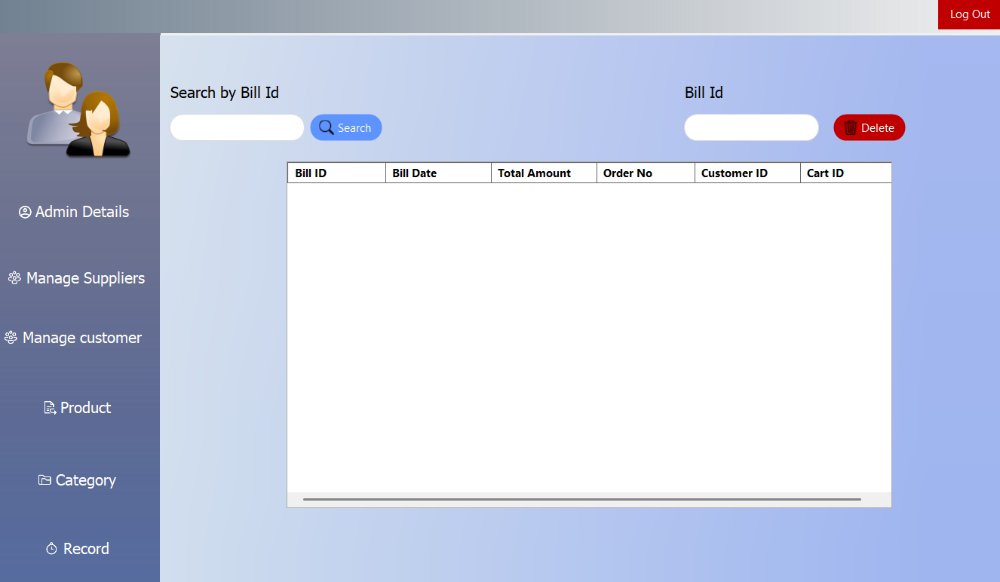 Log Out
Search by Bill Id
Bill Id
Search
Delete
Bill ID Bill Date Total Amount Order No Customer ID Cart ID
Admin Details
Manage Suppliers
Manage customer
Product
Category
Record